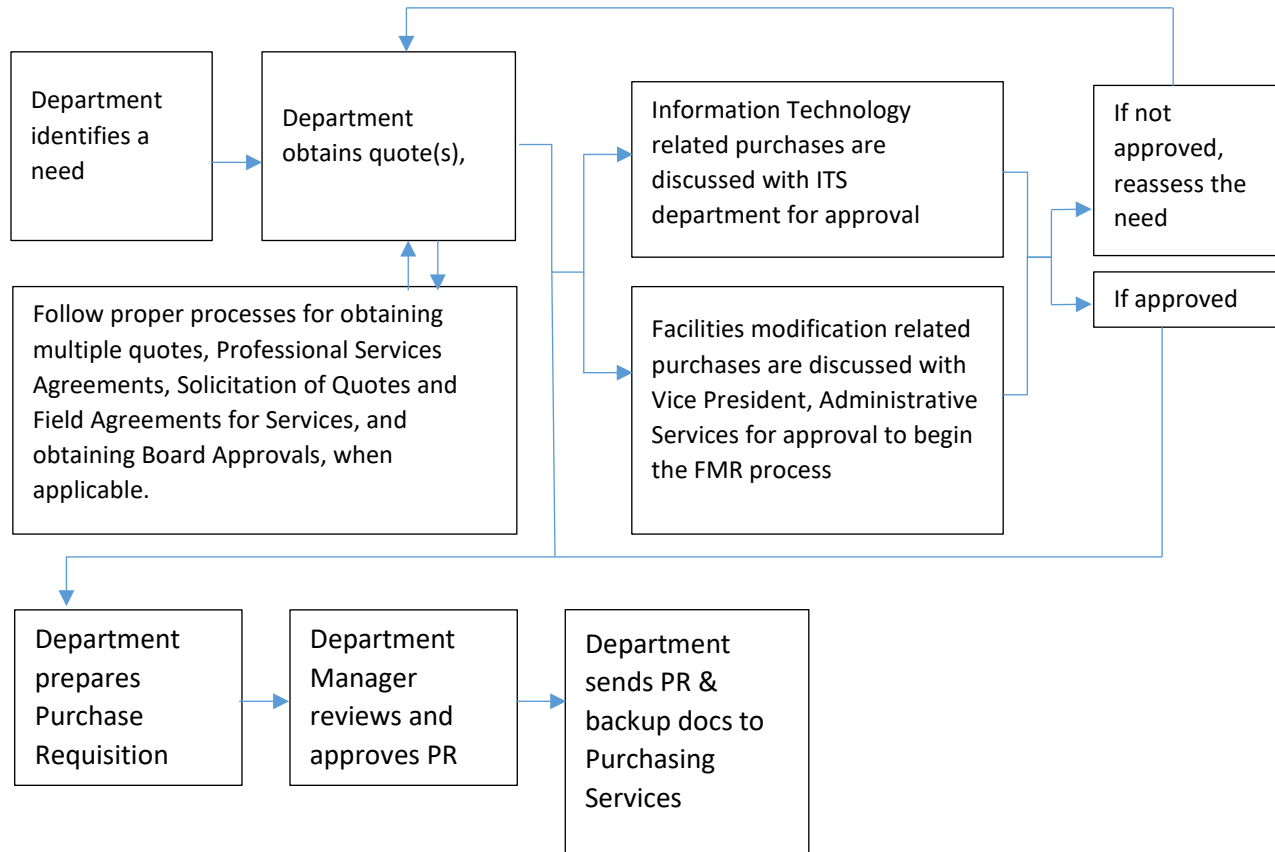 Department
identifies a
need
Department
obtains quote(s),
Information Technology
related purchases are
discussed with ITS
department for approval
If not
approved,
reassess the
need
If approved
Follow proper processes for obtaining
multiple quotes, Professional Services
Agreements, Solicitation of Quotes and
Field Agreements for Services, and
obtaining Board Approvals, when
applicable.
Facilities modification related
purchases are discussed with
Vice President, Administrative
Services for approval to begin
the FMR process
Department
prepares
Purchase
Requisition
Department
Manager
reviews and
approves PR
Department
sends PR &
backup docs to
Purchasing
Services